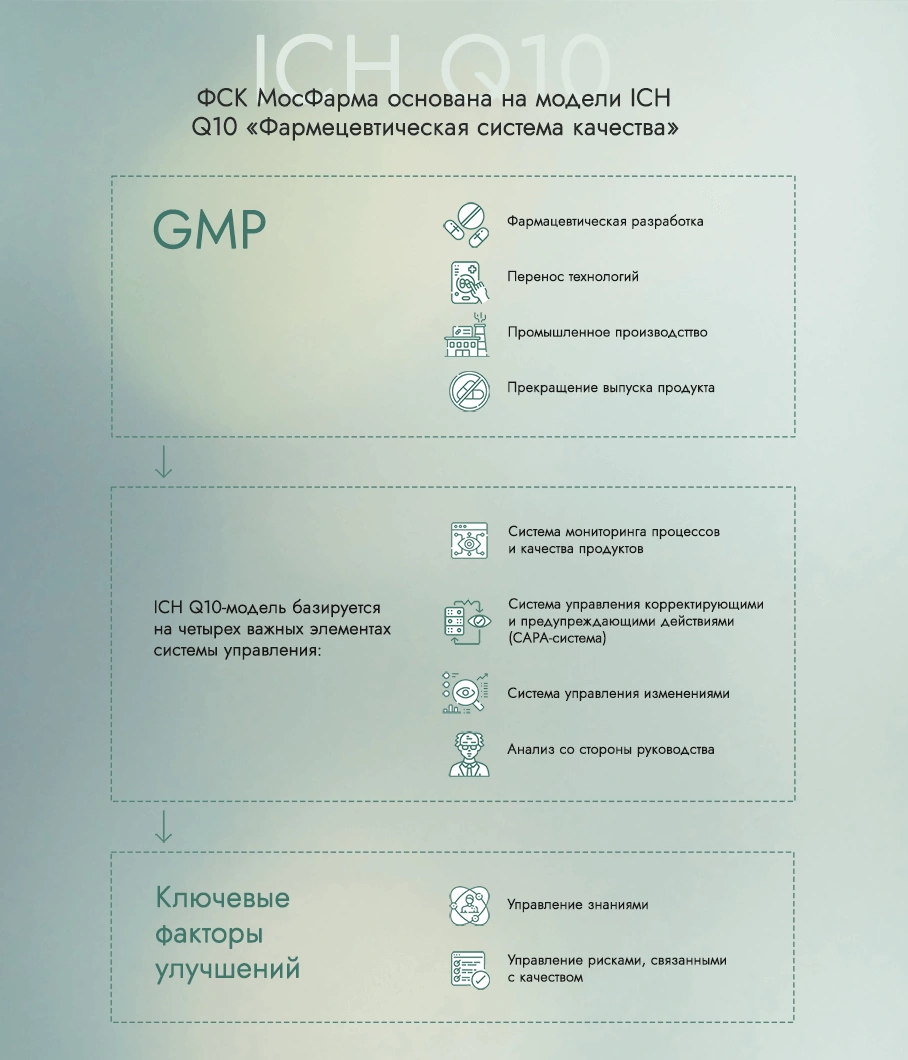 ICH Q10
ФСК МосФарма основана на модели ICH
Q10 «Фармецевтическая система качества»
GMP
Фармацевтическая разработка
Перенос технологий
Промышленное производство
Прекращение выпуска продукта
ICH Q10-модель базируется
на четырех важных элементах
системы управления:
Система мониторинга процессов
и качества продуктов
Система управления корректирующими
и предупреждающими действиями
(CAPA-система)
Система управления изменениями
Анализ со стороны руководства
Ключевые
факторы
улучшений
Управление знаниями
Управление рисками, связанными
с качеством